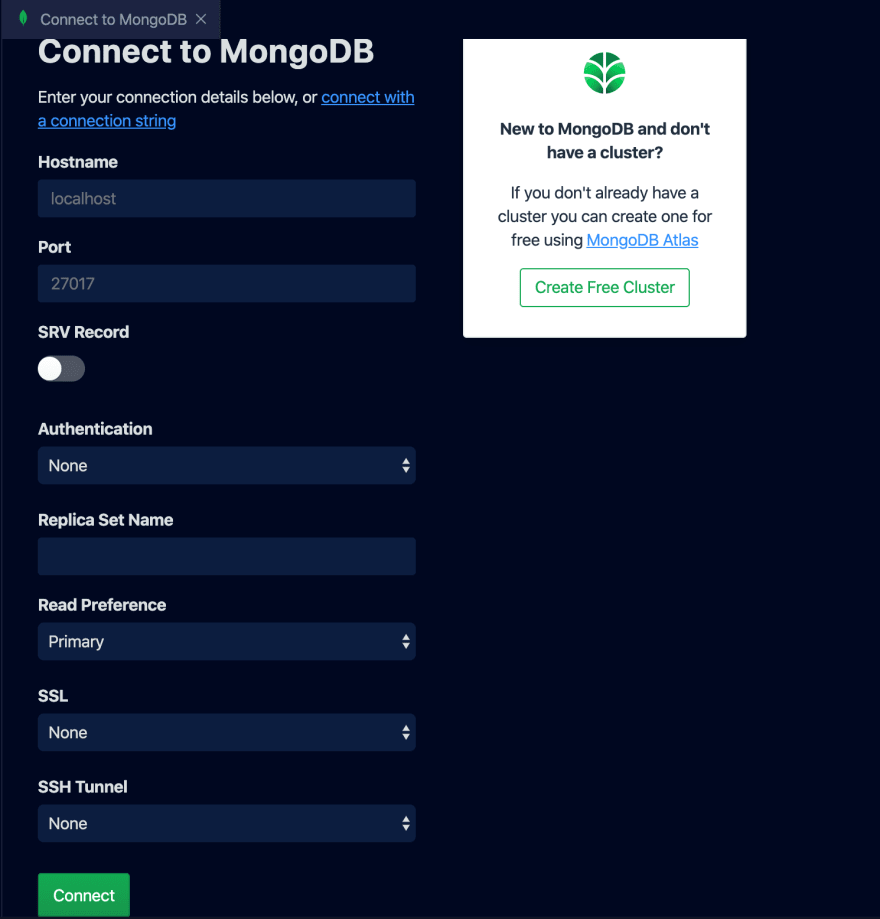 Connect to MongoDB
Connect to MongoDB
Enter your connection details below, or connect with
a connection string
Hostname
localhost
Port
27017
SRV Record
Authentication
None
Replica Set Name
Read Preference
Primary
SSL
None
SSH Tunnel
None
Connect
New to MongoDB and don't
have a cluster?
If you don't already have a
cluster you can create one for
free using MongoDB Atlas
Create Free Cluster